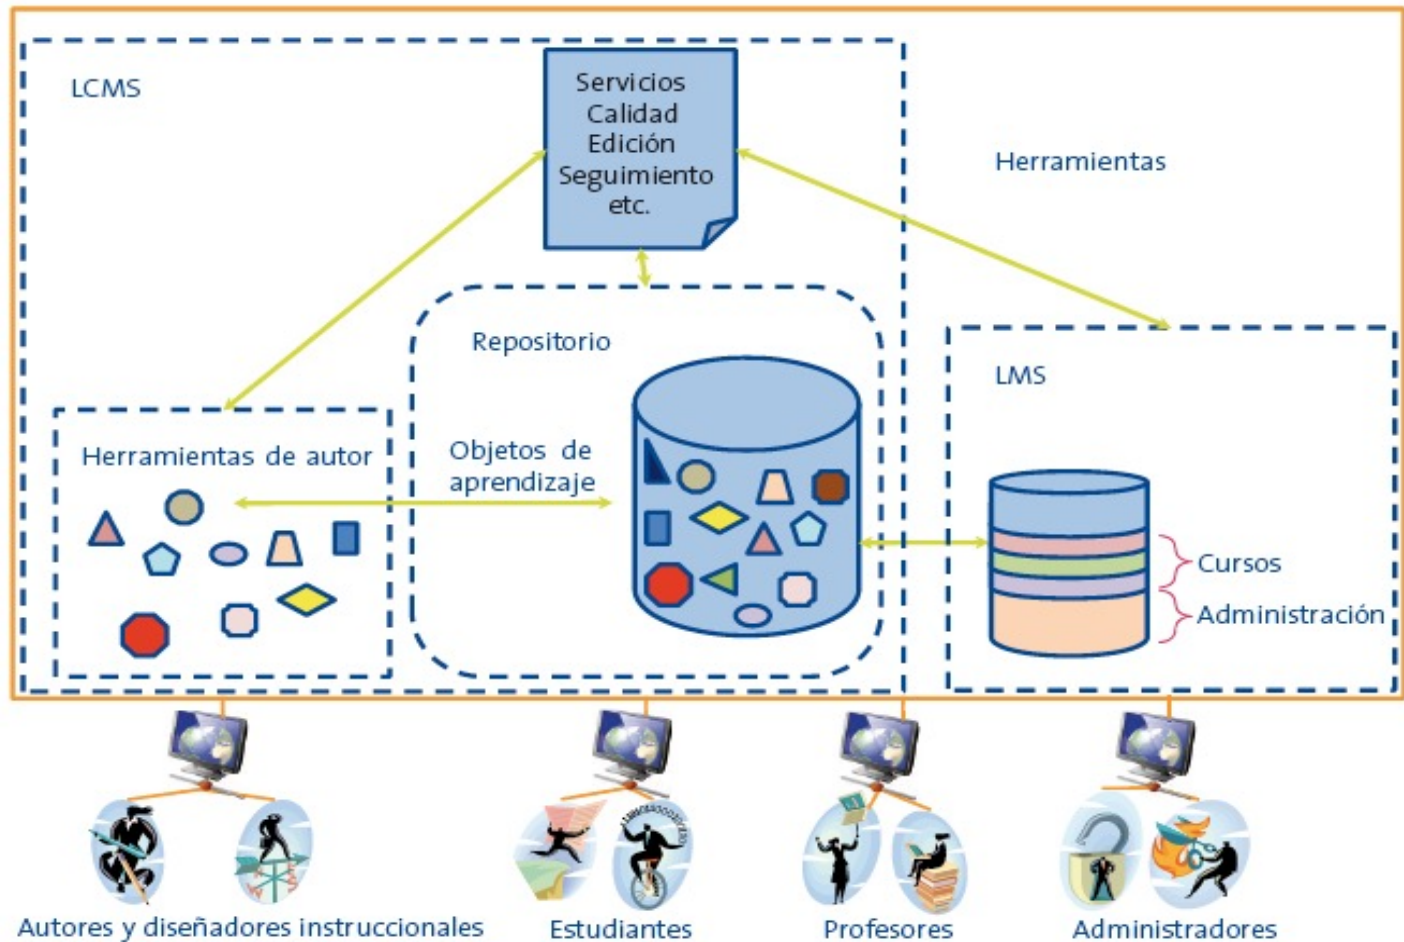 LCMS
Servicios
Calidad
Edición
Seguimiento
etc.
Herramientas
Repositorio
LMS
Herramientas de autor
Objetos de
aprendizaje
Cursos
Administración
Autores y diseñadores instruccionales
Estudiantes
Profesores
Administradores